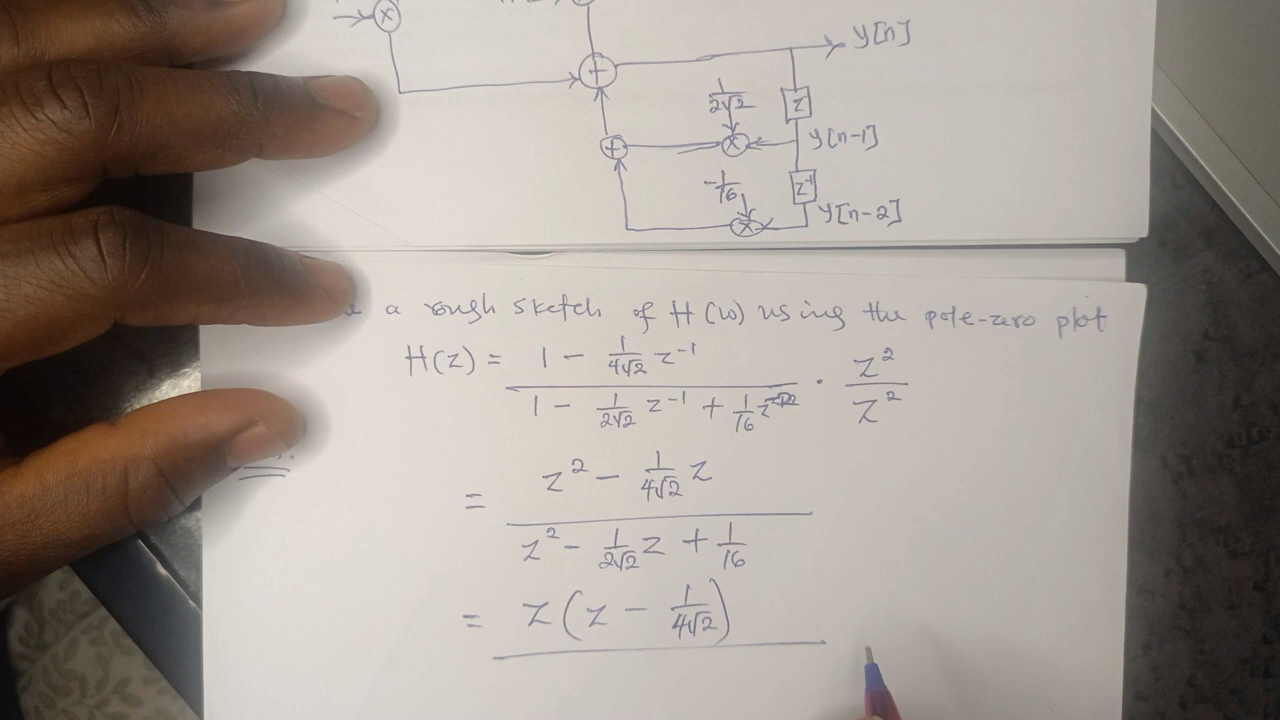 y[n]
1/2√2
z
y[n-1]
-1/16
z⁻¹
y[n-2]
a rough sketch of H(ω) using the pole-zero plot
H(z) = (1 - 1/4√2 z⁻¹) / (1 - 1/2√2 z⁻¹ + 1/16 z⁻²) · z²/z²
= (z² - 1/4√2 z) / (z² - 1/2√2 z + 1/16)
= z(z - 1/4√2)